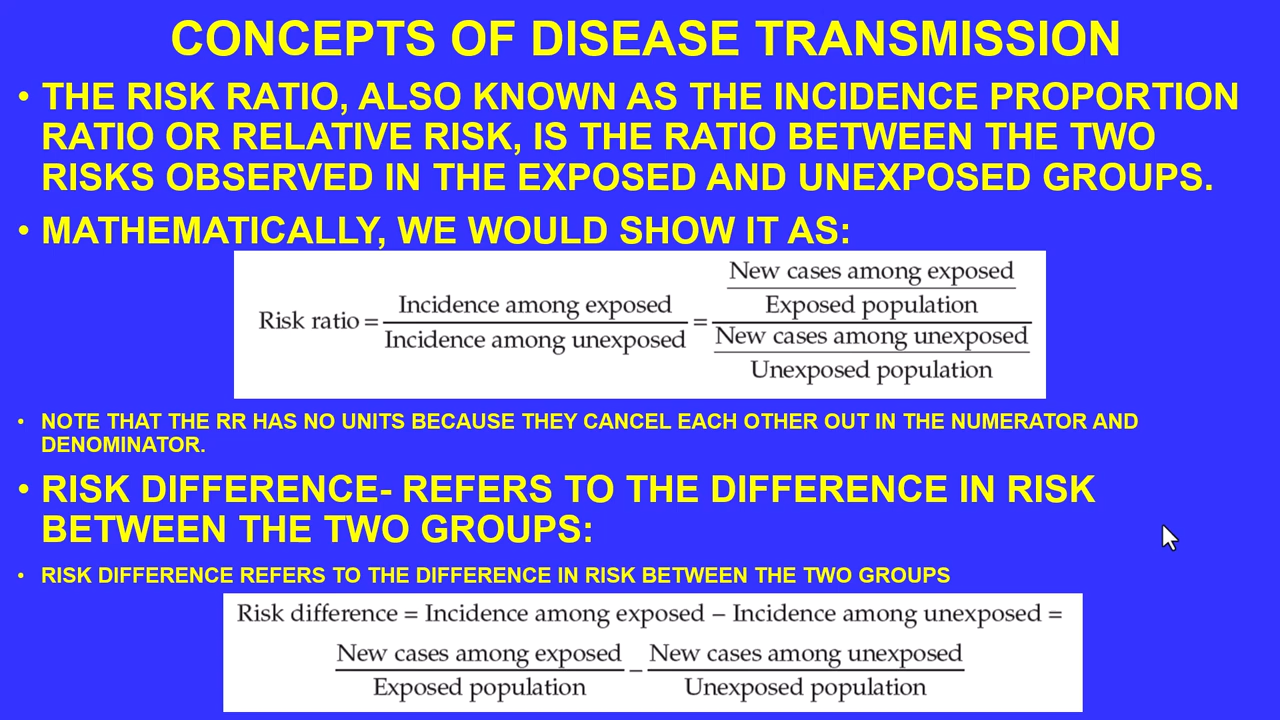 CONCEPTS OF DISEASE TRANSMISSION
• THE RISK RATIO, ALSO KNOWN AS THE INCIDENCE PROPORTION
RATIO OR RELATIVE RISK, IS THE RATIO BETWEEN THE TWO
RISKS OBSERVED IN THE EXPOSED AND UNEXPOSED GROUPS.
• MATHEMATICALLY, WE WOULD SHOW IT AS:
Risk ratio = Incidence among exposed / Incidence among unexposed = New cases among exposed / Exposed population / New cases among unexposed / Unexposed population
• NOTE THAT THE RR HAS NO UNITS BECAUSE THEY CANCEL EACH OTHER OUT IN THE NUMERATOR AND
DENOMINATOR.
• RISK DIFFERENCE- REFERS TO THE DIFFERENCE IN RISK
BETWEEN THE TWO GROUPS:
• RISK DIFFERENCE REFERS TO THE DIFFERENCE IN RISK BETWEEN THE TWO GROUPS
Risk difference = Incidence among exposed − Incidence among unexposed =
New cases among exposed / Exposed population − New cases among unexposed / Unexposed population